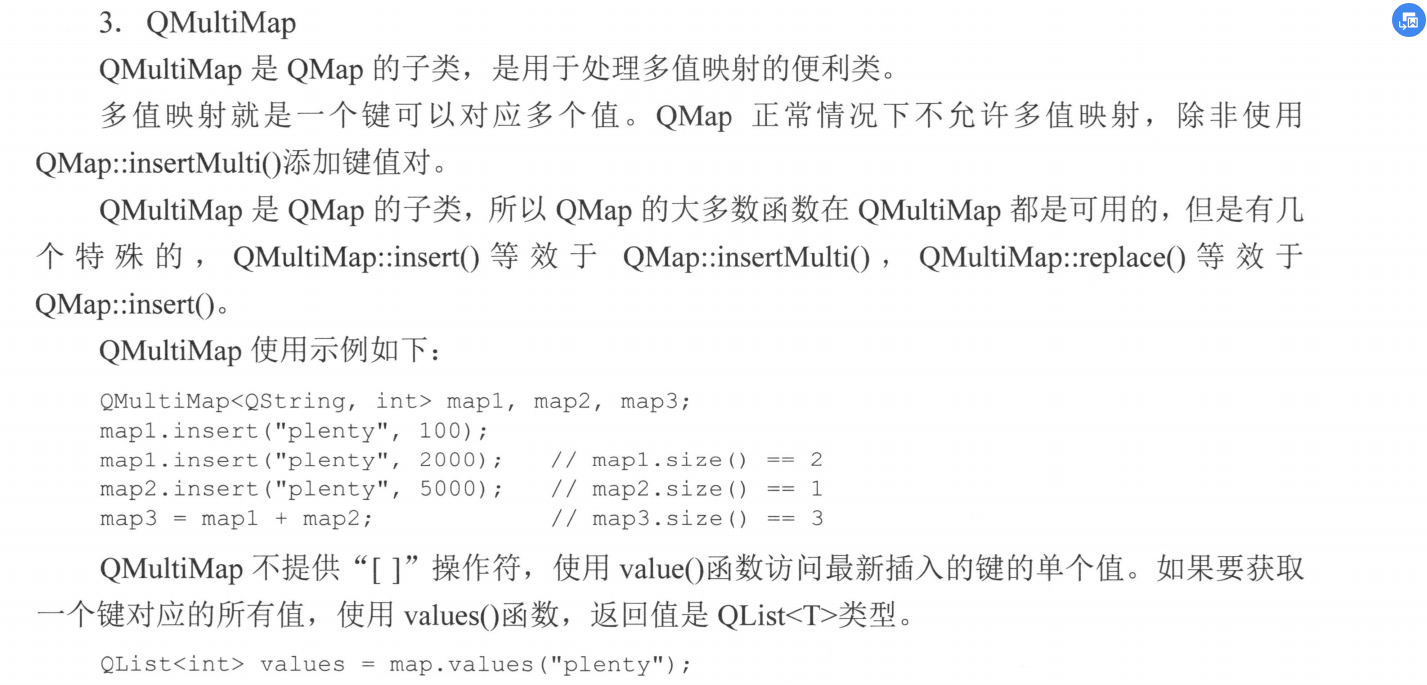 3. QMultiMap
QMultiMap 是 QMap 的子类，是用于处理多值映射的便利类。
多值映射就是一个键可以对应多个值。QMap 正常情况下不允许多值映射，除非使用
QMap::insertMulti()添加键值对。
QMultiMap 是 QMap 的子类，所以 QMap 的大多数函数在 QMultiMap 都是可用的，但是有几
个特殊的，QMultiMap::insert()等效于 QMap::insertMulti()，QMultiMap::replace()等效于
QMap::insert()。
QMultiMap 使用示例如下：
QMultiMap<QString, int> map1, map2, map3;
map1.insert("plenty", 100);
map1.insert("plenty", 2000);   // map1.size() == 2
map2.insert("plenty", 5000);   // map2.size() == 1
map3 = map1 + map2;            // map3.size() == 3
QMultiMap 不提供“[ ]”操作符，使用 value()函数访问最新插入的键的单个值。如果要获取
一个键对应的所有值，使用 values()函数，返回值是 QList<T>类型。
QList<int> values = map.values("plenty");